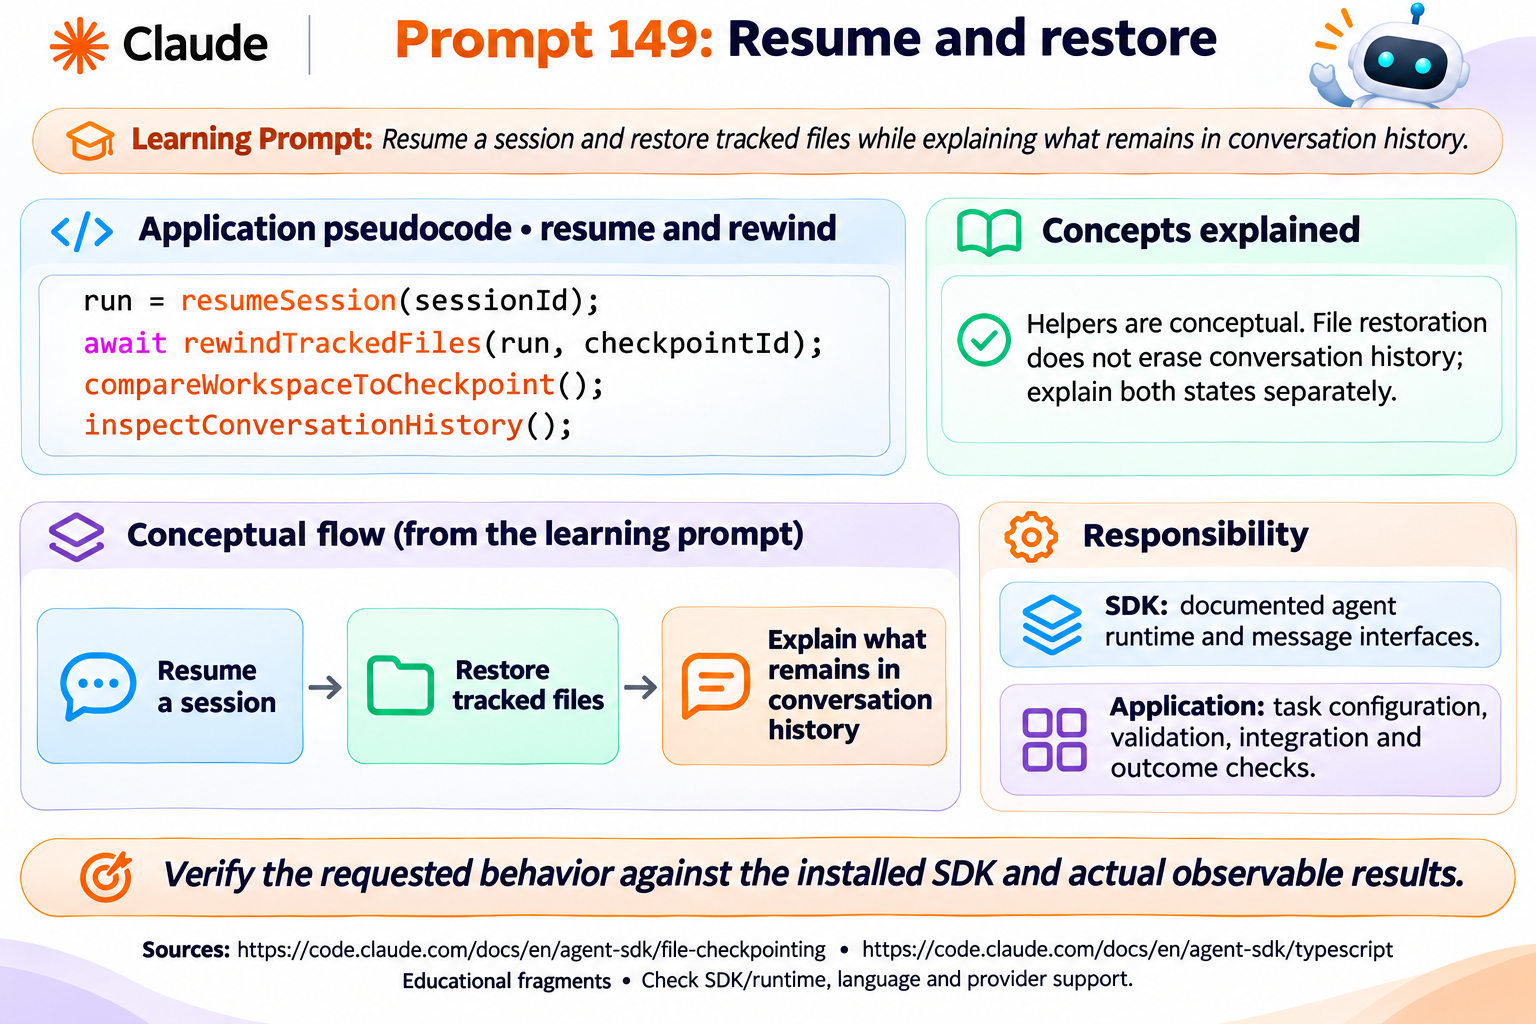 Claude
Prompt 149: Resume and restore
Learning Prompt: Resume a session and restore tracked files while explaining what remains in conversation history.
</> Application pseudocode • resume and rewind
run = resumeSession(sessionId);
await rewindTrackedFiles(run, checkpointId);
compareWorkspaceToCheckpoint();
inspectConversationHistory();
Concepts explained
Helpers are conceptual. File restoration
does not erase conversation history;
explain both states separately.
Conceptual flow (from the learning prompt)
Resume
a session
Restore
tracked files
Explain what
remains in
conversation
history
Responsibility
SDK: documented agent
runtime and message interfaces.
Application: task configuration,
validation, integration and
outcome checks.
Verify the requested behavior against the installed SDK and actual observable results.
Sources: https://code.claude.com/docs/en/agent-sdk/file-checkpointing • https://code.claude.com/docs/en/agent-sdk/typescript
Educational fragments • Check SDK/runtime, language and provider support.